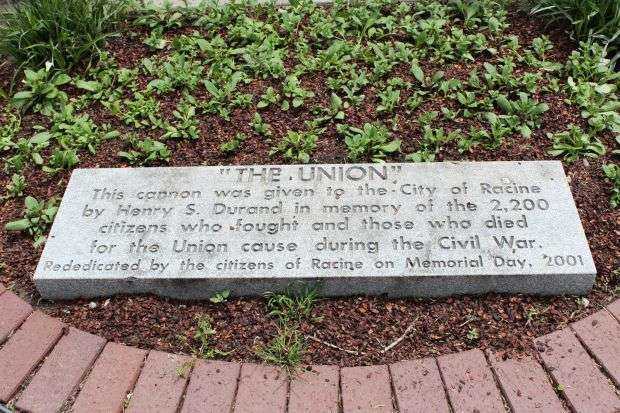 "THE UNION"
This cannon was given to the City of Racine
by Henry S. Durand in memory of the 2,200
citizens who fought and those who died
for the Union cause during the Civil War.
Rededicated by the citizens of Racine on Memorial Day, 2001